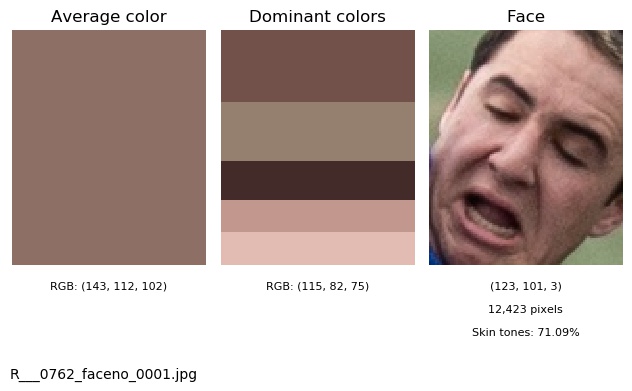 Average color
Dominant colors
Face
RGB: (143, 112, 102)
RGB: (115, 82, 75)
(123, 101, 3)
12,423 pixels
Skin tones: 71.09%
R___0762_faceno_0001.jpg